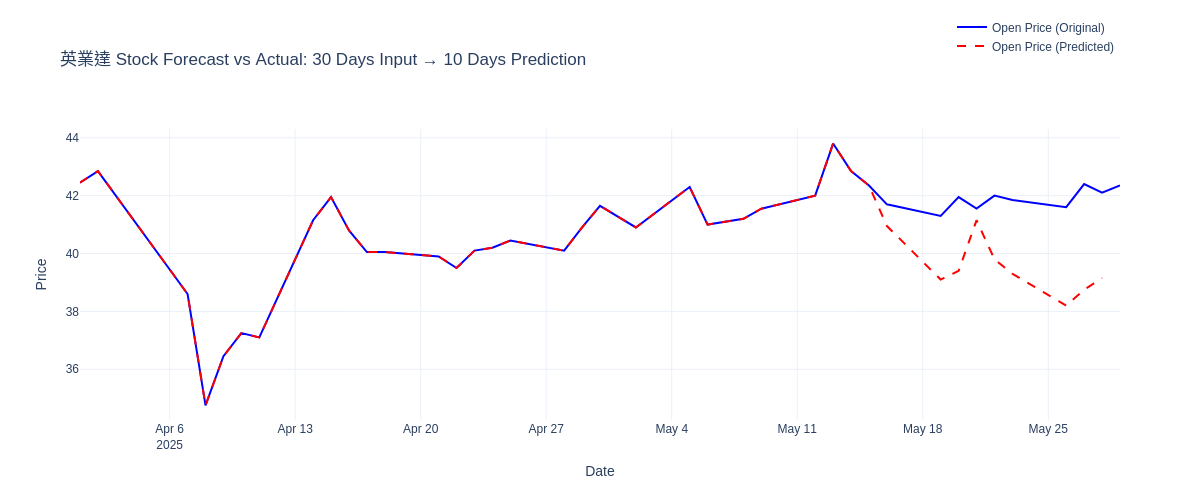 英業達 Stock Forecast vs Actual: 30 Days Input → 10 Days Prediction
Open Price (Original)
Open Price (Predicted)
Price
44
42
40
38
36
Apr 6
2025
Apr 13
Apr 20
Apr 27
May 4
May 11
May 18
May 25
Date